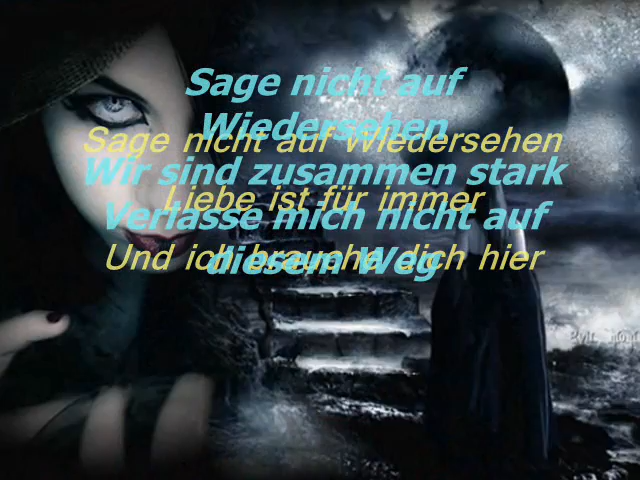 Sage nicht auf
Wiedersehen
Wir sind zusammen stark
Verlasse mich nicht auf
diesem Weg
Sage nicht auf Wiedersehen
Liebe ist für immer
Und ich brauche dich hier